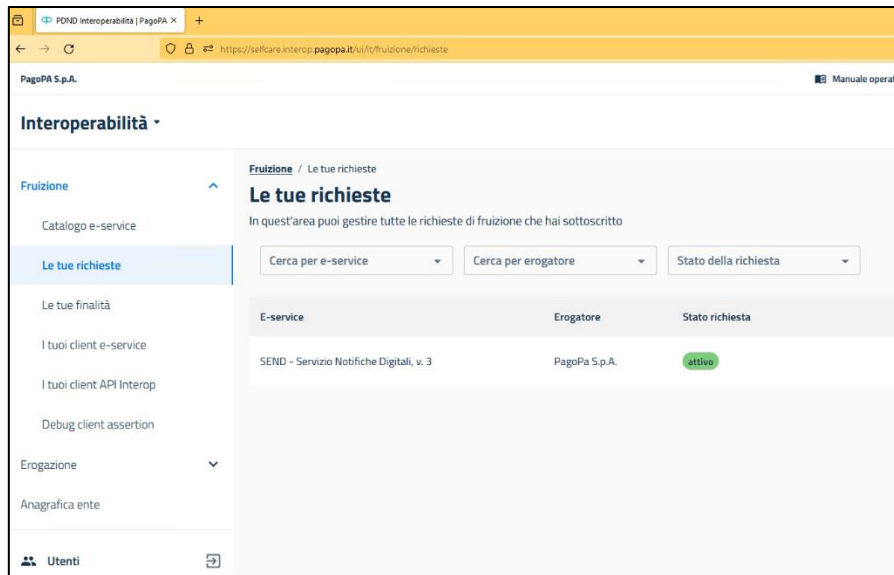 PDND Interoperabilità | PagoPA
https://selfcare.interop.pagopa.it/ui/it/fruizione/richieste
PagoPA S.p.A.
Manuale operat
Interoperabilità
Fruizione
Catalogo e-service
Le tue richieste
Le tue finalità
I tuoi client e-service
I tuoi client API Interop
Debug client assertion
Erogazione
Anagrafica ente
Utenti
Fruizione / Le tue richieste
Le tue richieste
In quest'area puoi gestire tutte le richieste di fruizione che hai sottoscritto
Cerca per e-service Cerca per erogatore Stato della richiesta
E-service Erogatore Stato richiesta
SEND - Servizio Notifiche Digitali, v. 3 PagoPa S.p.A. attivo